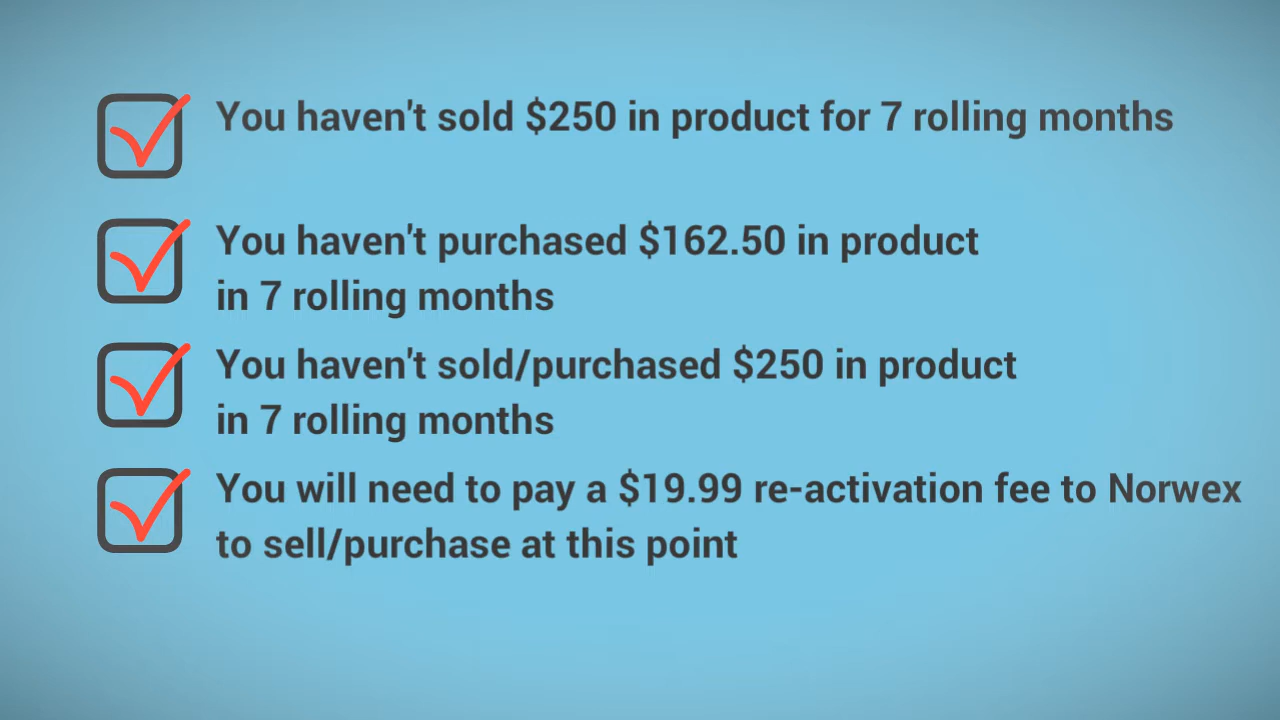 You haven't sold $250 in product for 7 rolling months
You haven't purchased $162.50 in product
in 7 rolling months
You haven't sold/purchased $250 in product
in 7 rolling months
You will need to pay a $19.99 re-activation fee to Norwex
to sell/purchase at this point